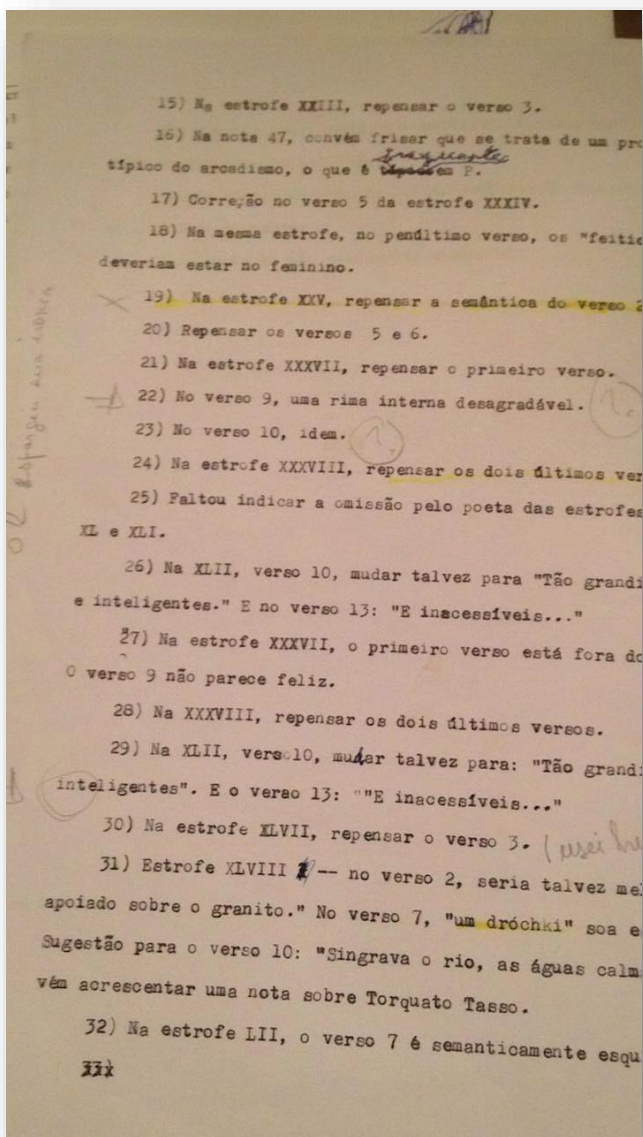 15) Na estrofe XXIII, repensar o verso 3.
16) Na nota 47, convém frisar que se trata de um pro
típico do arcadismo, o que é frequente em P.
17) Correção no verso 5 da estrofe XXXIV.
18) Na mesma estrofe, no penúltimo verso, os "feitic
deveriam estar no feminino.
19) Na estrofe XXV, repensar a semântica do verso 2
20) Repensar os versos 5 e 6.
21) Na estrofe XXXVII, repensar o primeiro verso.
22) No verso 9, uma rima interna desagradável. ?
23) No verso 10, idem. ?
24) Na estrofe XXXVIII, repensar os dois últimos ver
25) Faltou indicar a omissão pelo poeta das estrofes
XL e XLI.
26) Na XLII, verso 10, mudar talvez para "Tão grandi
e inteligentes." E no verso 13: "E inacessíveis..."
27) Na estrofe XXXVII, o primeiro verso está fora do
O verso 9 não parece feliz.
28) Na XXXVIII, repensar os dois últimos versos.
29) Na XLII, verso 10, mudar talvez para: "Tão grandi
inteligentes". E o verso 13: ""E inacessíveis..."
30) Na estrofe XLVII, repensar o verso 3. (usei
31) Estrofe XLVIII -- no verso 2, seria talvez mel
apoiado sobre o granito." No verso 7, "um dróchki" soa e
Sugestão para o verso 10: "Singrava o rio, as águas calm
vém acrescentar uma nota sobre Torquato Tasso.
32) Na estrofe LII, o verso 7 é semanticamente esqu
33)
OK